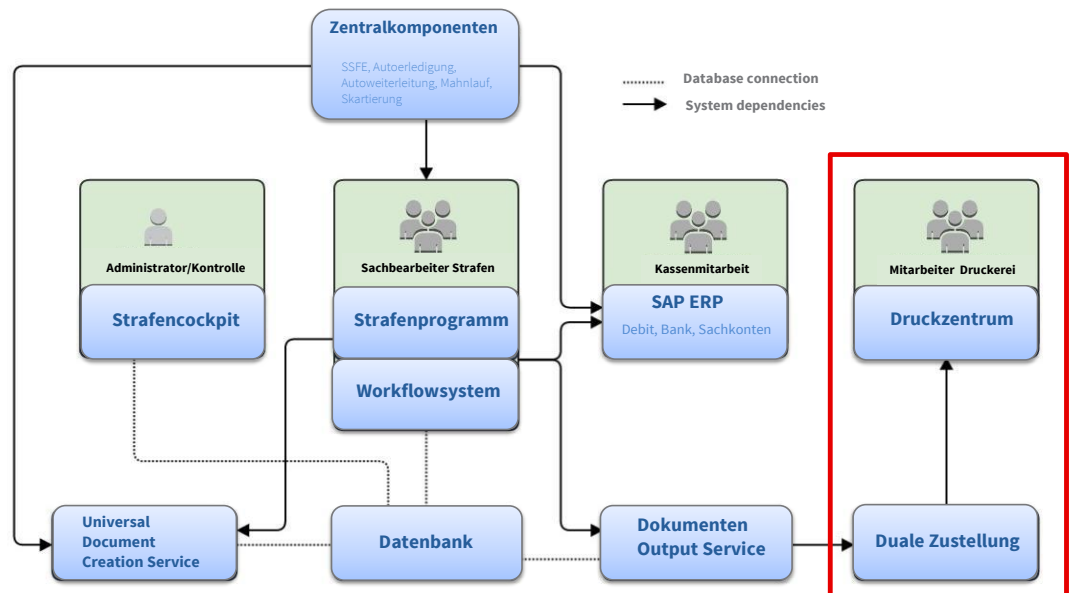 Zentralkomponenten
SSFE, Autoerledigung,
Autoweiterleitung, Mahnlauf,
Skartierung
Database connection
System dependencies
Administrator/Kontrolle
Strafencockpit
Sachbearbeiter Strafen
Strafenprogramm
Workflowsystem
Kassenmitarbeit
SAP ERP
Debit, Bank, Sachkonten
Mitarbeiter Druckerei
Druckzentrum
Universal
Document
Creation Service
Datenbank
Dokumenten
Output Service
Duale Zustellung